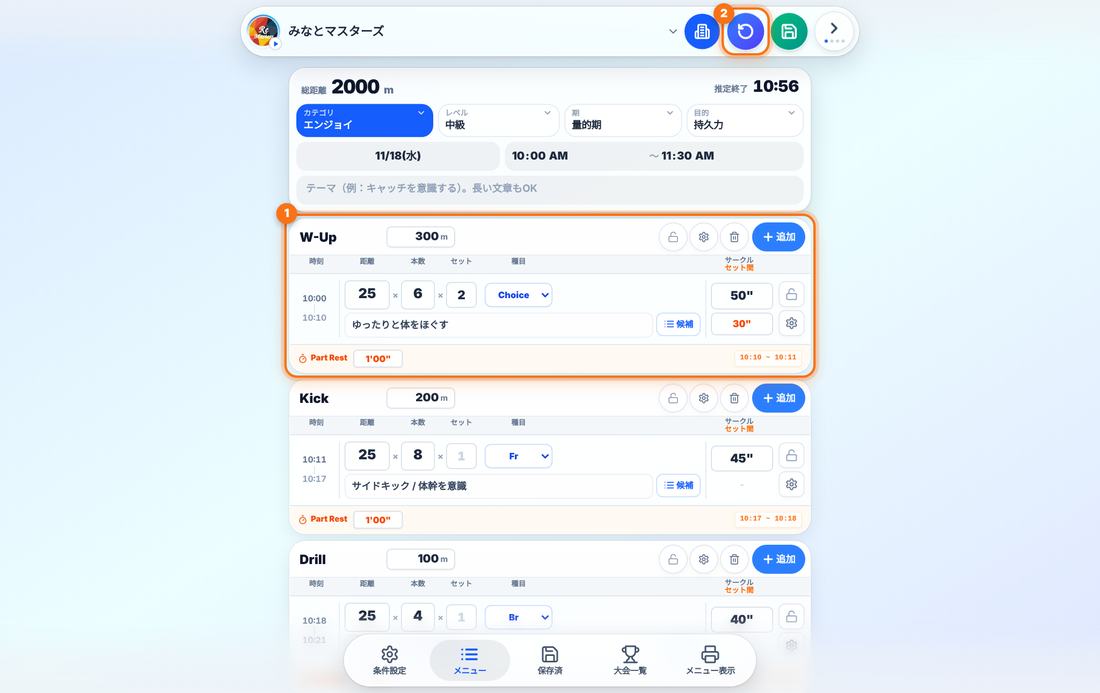 みなとマスターズ
2
総距離 2000 m
推定終了 10:56
カテゴリ
エンジョイ
レベル
中級
期
量的期
目的
持久力
11/18(水)
10:00 AM
～11:30 AM
テーマ（例：キャッチを意識する）。長い文章もOK
1
W-Up 300 m
+ 追加
時刻 距離 本数 セット 種目 サークル
セット間
10:00
10:10
25 × 6 × 2 Choice 50"
ゆったりと体をほぐす 候補 30"
Part Rest 1'00" 10:10 ~ 10:11
Kick 200 m
+ 追加
時刻 距離 本数 セット 種目 サークル
セット間
10:11
10:17
25 × 8 × 1 Fr 45"
サイドキック / 体幹を意識 候補 -
Part Rest 1'00" 10:17 ~ 10:18
Drill 100 m
+ 追加
時刻 距離 本数 セット 種目 サークル
セット間
10:18
10:21
25 × 4 × 1 Br 40"
条件設定 メニュー 保存済 大会一覧 メニュー表示